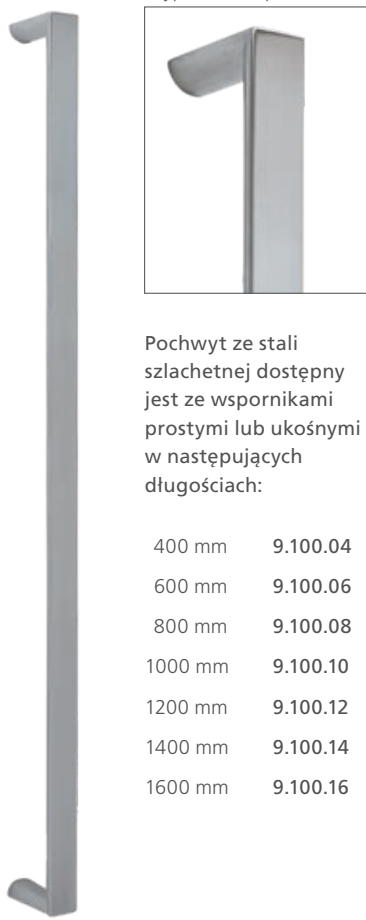 Pochwyt ze stali
szlachetnej dostępny
jest ze wspornikami
prostymi lub ukośnymi
w następujących
długościach:
400 mm 9.100.04
600 mm 9.100.06
800 mm 9.100.08
1000 mm 9.100.10
1200 mm 9.100.12
1400 mm 9.100.14
1600 mm 9.100.16